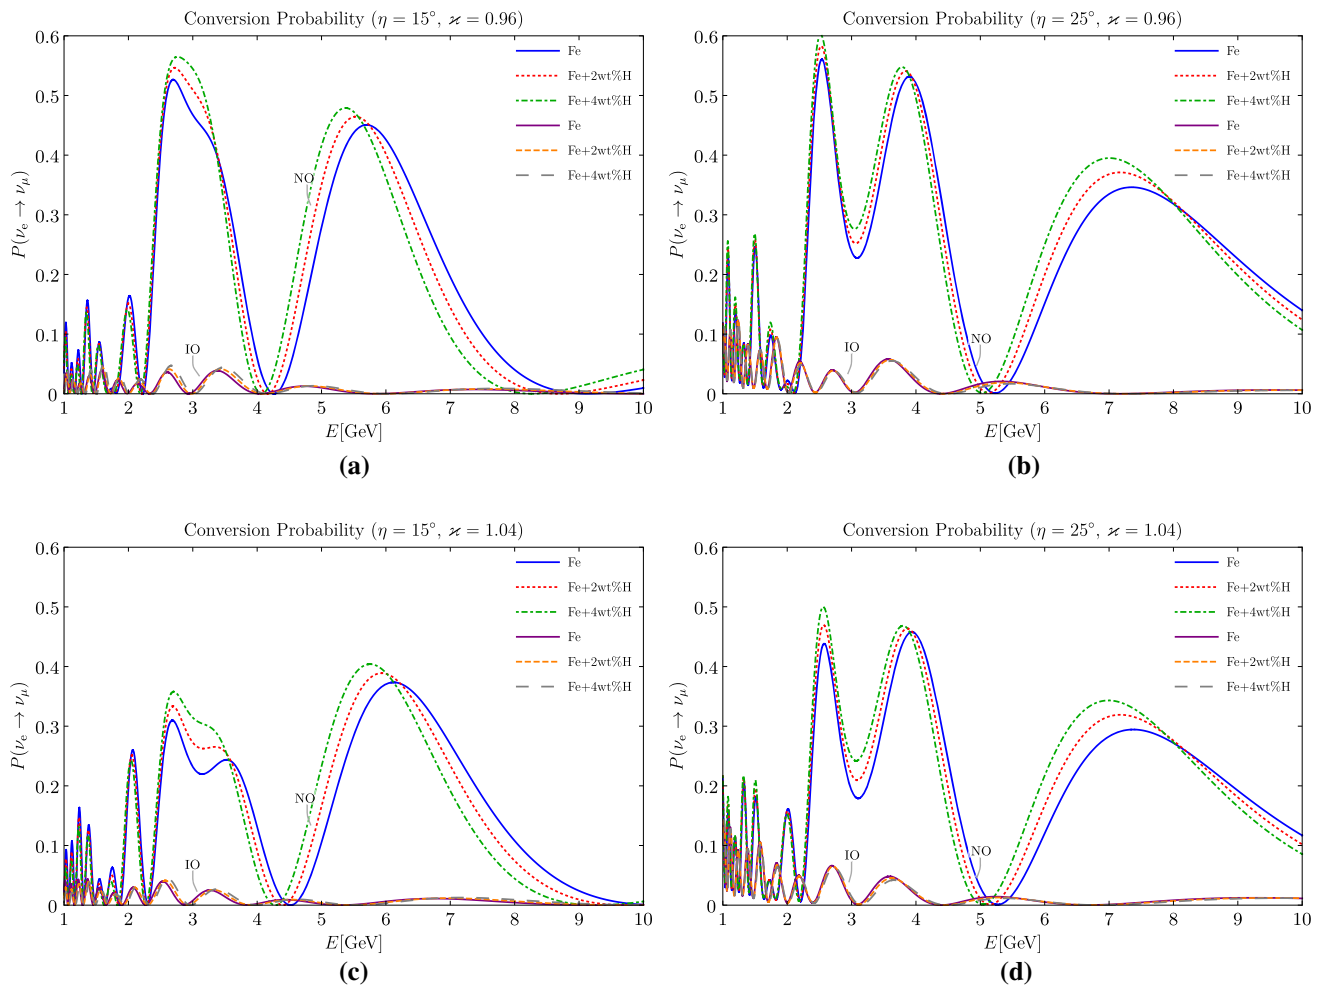 Conversion Probability (η = 15°, ϰ = 0.96)
P(νe → νμ)
0.6
0.5
0.4
0.3
0.2
0.1
0
Fe
Fe+2wt%H
Fe+4wt%H
Fe
Fe+2wt%H
Fe+4wt%H
NO
IO
1 2 3 4 5 6 7 8 9 10
E[GeV]
(a)
Conversion Probability (η = 25°, ϰ = 0.96)
P(νe → νμ)
0.6
0.5
0.4
0.3
0.2
0.1
0
Fe
Fe+2wt%H
Fe+4wt%H
Fe
Fe+2wt%H
Fe+4wt%H
NO
IO
1 2 3 4 5 6 7 8 9 10
E[GeV]
(b)
Conversion Probability (η = 15°, ϰ = 1.04)
P(νe → νμ)
0.6
0.5
0.4
0.3
0.2
0.1
0
Fe
Fe+2wt%H
Fe+4wt%H
Fe
Fe+2wt%H
Fe+4wt%H
NO
IO
1 2 3 4 5 6 7 8 9 10
E[GeV]
(c)
Conversion Probability (η = 25°, ϰ = 1.04)
P(νe → νμ)
0.6
0.5
0.4
0.3
0.2
0.1
0
Fe
Fe+2wt%H
Fe+4wt%H
Fe
Fe+2wt%H
Fe+4wt%H
NO
IO
1 2 3 4 5 6 7 8 9 10
E[GeV]
(d)